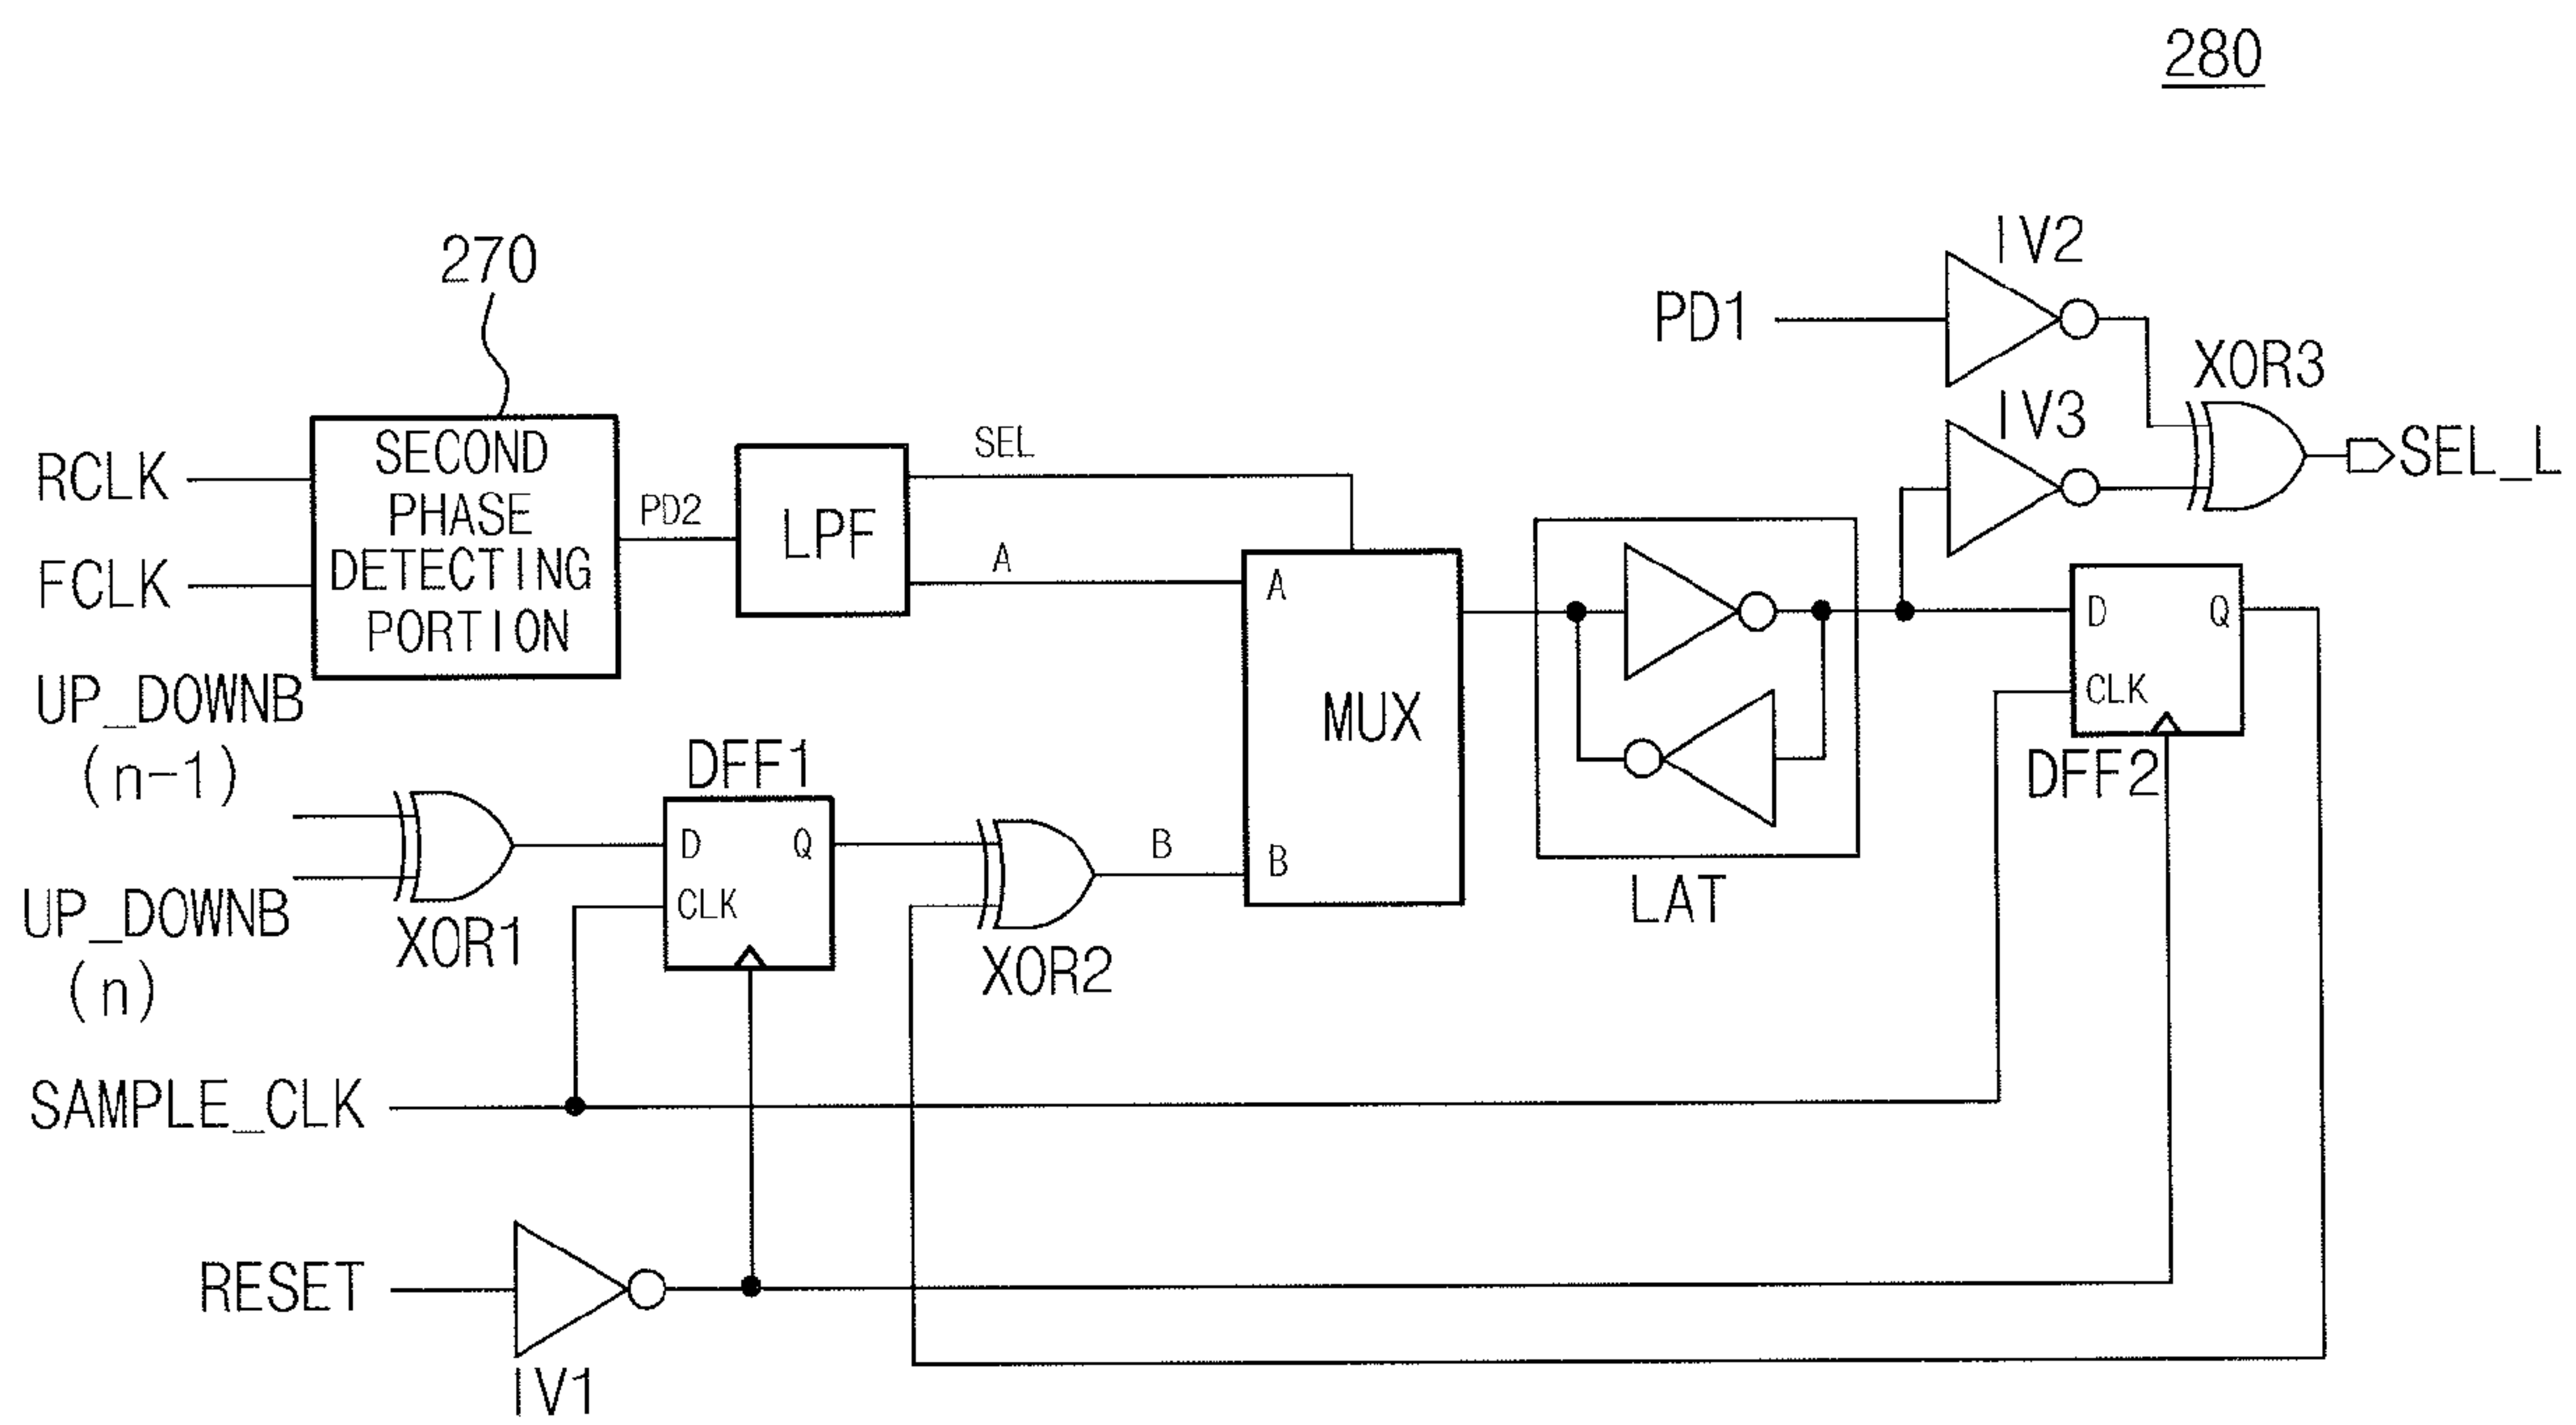 280
270
IV2
PD1
XOR3
IV3
SEL_L
SECOND
PHASE
DETECTING
PORTION
RCLK
FCLK
PD2
LPF
SEL
A
A
MUX
B
D
Q
CLK
DFF2
LAT
UP_DOWNB
(n-1)
DFF1
D
Q
CLK
B
XOR1
XOR2
UP_DOWNB
(n)
SAMPLE_CLK
RESET
IV1